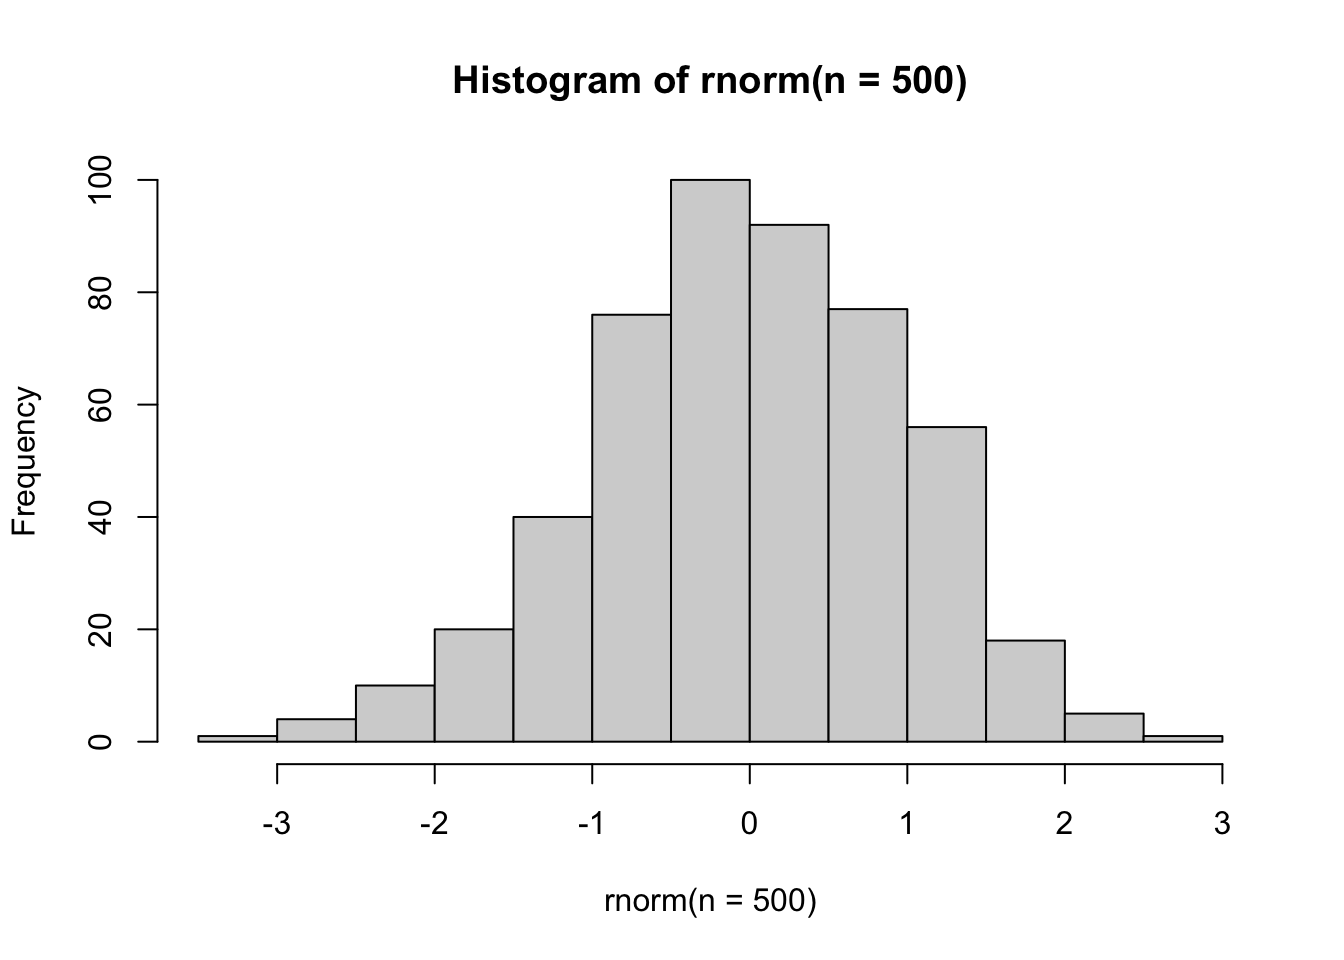 Histogram of rnorm(n = 500)
100
80
60
40
20
0
Frequency
-3 -2 -1 0 1 2 3
rnorm(n = 500)